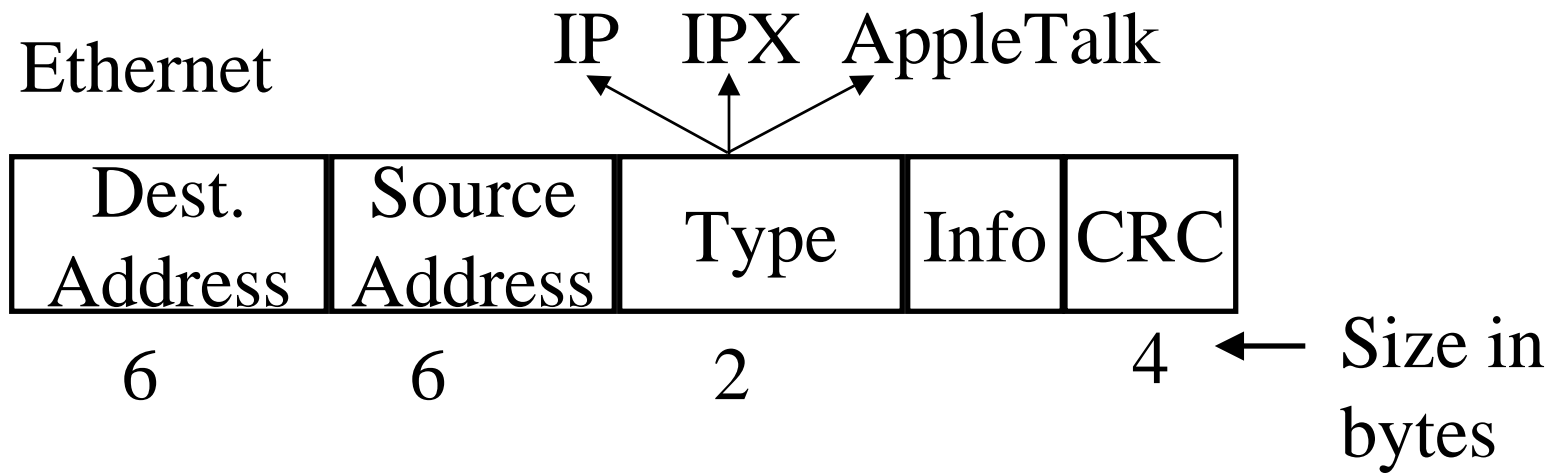 Ethernet
IP IPX AppleTalk
Dest.
Address
Source
Address
Type
Info
CRC
6 6 2 4
Size in
bytes